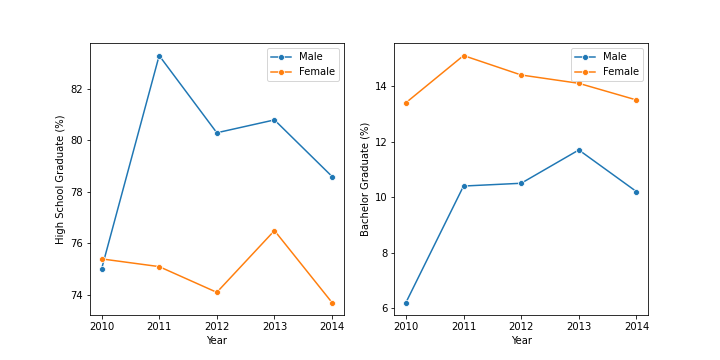 High School Graduate (%)
82
80
78
76
74
2010 2011 2012 2013 2014
Year
Male
Female
Bachelor Graduate (%)
14
12
10
8
6
2010 2011 2012 2013 2014
Year
Male
Female